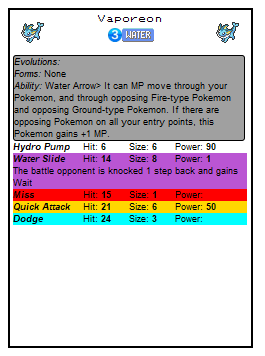 Vaporeon
3 WATER
Evolutions:
Forms: None
Ability: Water Arrow> It can MP move through your
Pokemon, and through opposing Fire-type Pokemon
and opposing Ground-type Pokemon. If there are
opposing Pokemon on all your entry points, this
Pokemon gains +1 MP.
Hydro Pump Hit: 6 Size: 6 Power: 90
Water Slide Hit: 14 Size: 8 Power: 1
The battle opponent is knocked 1 step back and gains
Wait
Miss Hit: 15 Size: 1 Power:
Quick Attack Hit: 21 Size: 6 Power: 50
Dodge Hit: 24 Size: 3 Power: